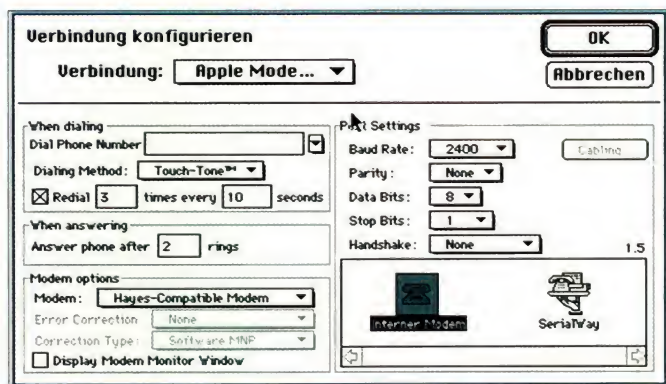 Verbindung konfigurieren
OK
Verbindung: Apple Mode...
Abbrechen
When dialing
Dial Phone Number
Dialing Method: Touch-Tone™
Redial 3 times every 10 seconds
When answering
Answer phone after 2 rings
Modem options
Modem: Hayes-Compatible Modem
Error Correction None
Correction Type: Software MNP
Display Modem Monitor Window
Port Settings
Baud Rate: 2400
Cabling
Parity: None
Data Bits: 8
Stop Bits: 1
Handshake: None
1.5
Interner Modem
SerialWay